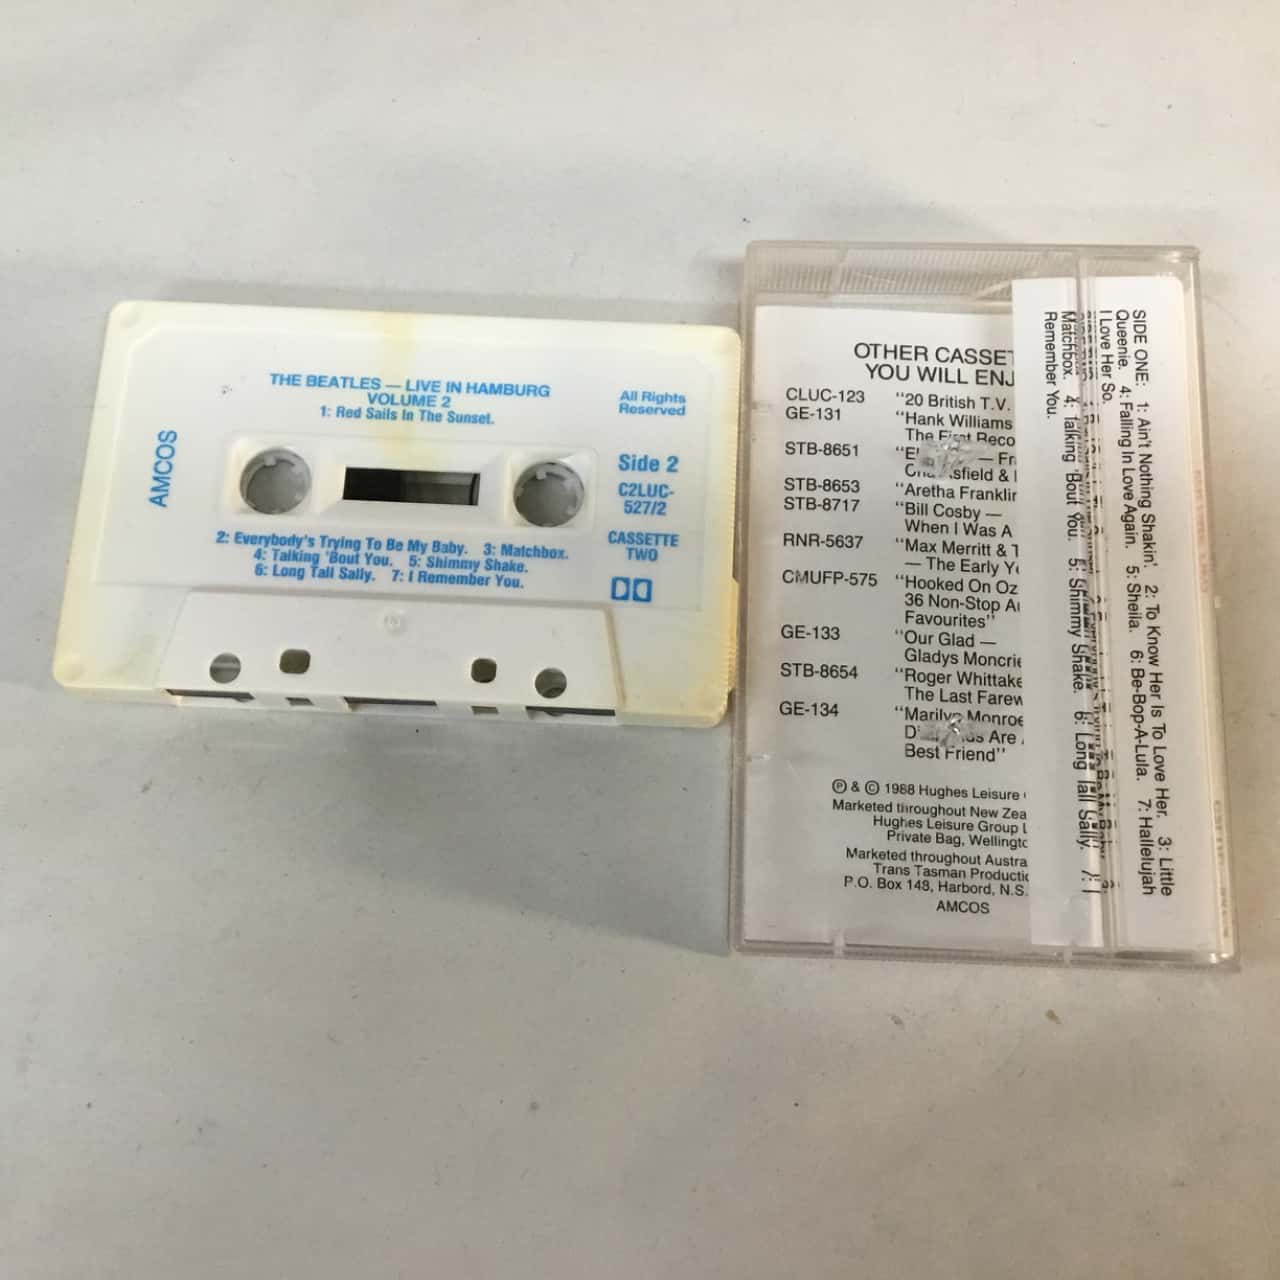 THE BEATLES — LIVE IN HAMBURG
VOLUME 2
1: Red Sails In The Sunset.
All Rights
Reserved
AMCOS
Side 2
C2LUC-
527/2
CASSETTE
TWO
2: Everybody's Trying To Be My Baby. 3: Matchbox.
4: Talking 'Bout You. 5: Shimmy Shake.
6: Long Tall Sally. 7: I Remember You.
OTHER CASSET
YOU WILL ENJ
CLUC-123 "20 British T.V.
GE-131 "Hank Williams
The First Reco
STB-8651 — Fr
sfield &
STB-8653 "Aretha Franklin
STB-8717 "Bill Cosby —
When I Was A
RNR-5637 "Max Merritt &
— The Early Ye
CMUFP-575 "Hooked On Oz
36 Non-Stop
Favourites"
GE-133 "Our Glad —
Gladys Moncrie
STB-8654 "Roger Whittake
The Last Farew
GE-134 "Marilyn Monroe
Are
Best Friend"
Ⓟ & © 1988 Hughes Leisure
Marketed throughout New Zea
Hughes Leisure Group
Private Bag, Wellingto
Marketed throughout Austra
Trans Tasman Productio
P.O. Box 148, Harbord, N.S.
AMCOS
SIDE ONE: 1: Ain't Nothing Shakin'. 2: To Know Her Is To Love Her. 3: Little
Queenie. 4: Falling In Love Again. 5: Sheila. 6: Be-Bop-A-Lula. 7: Hallelujah
I Love Her So.
Matchbox. 4: Talking 'Bout You. 5: Shimmy Shake. 6: Long Tall Sally. 7: I
Remember You.